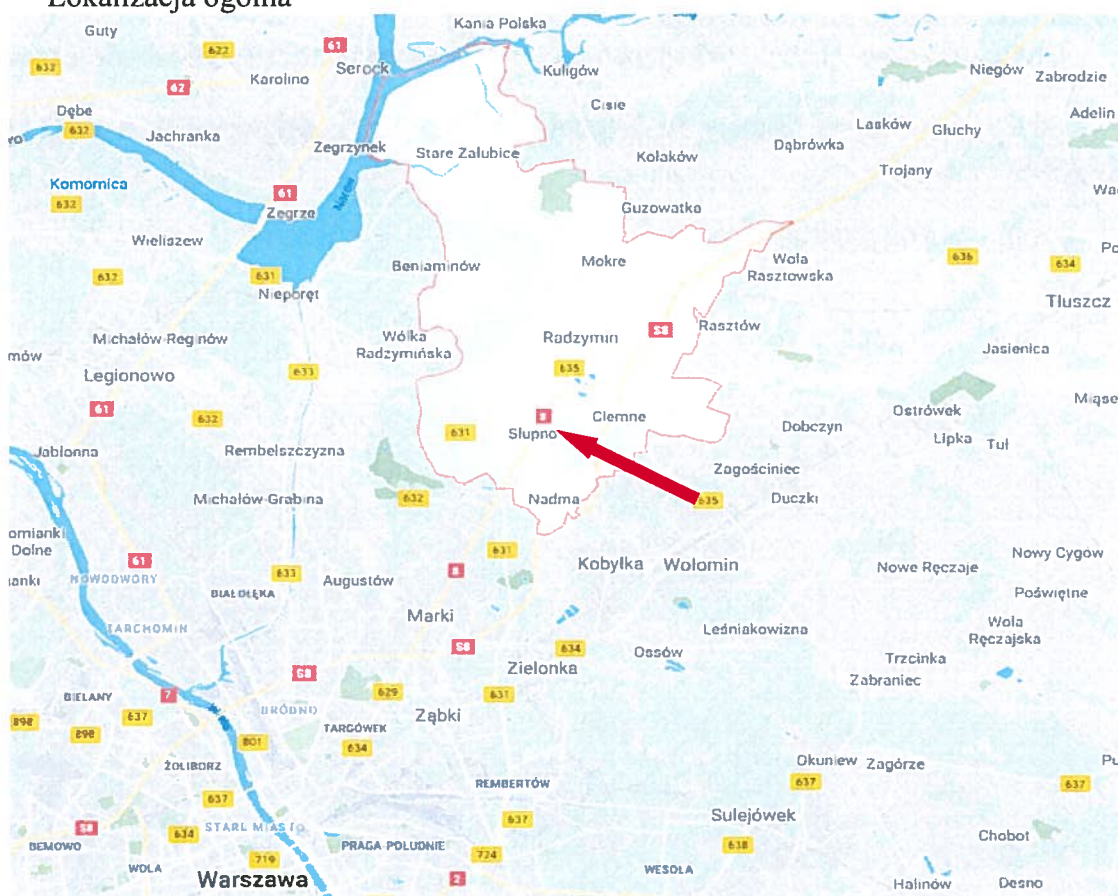 Lokalizacja ogólna
Kania Polska
Guty
622
61
Serock
632
Karolino
62
Kuligów
Niegów
Zabrodzie
Cisie
Dębe
632
Jachranka
Zegrzynek
Stare Załubice
Kołaków
Dąbrówka
Lasków
Głuchy
Adelin
Trojany
Komornica
632
61
Zegrze
Narew
Guzowatka
Wieliszew
Beniaminów
Mokre
Wola
Rasztowska
636
634
632
631
Nieporęt
Tłuszcz
Michałów-Reginów
Wólka
Radzymińska
Radzymin
S8
Rasztów
Jasienica
mów
Legionowo
633
635
61
632
631
8
Słupno
Ciemne
Dobczyn
Ostrówek
Lipka
Tuł
Jabłonna
Rembelszczyzna
Zagościniec
Michałów-Grabina
632
Nadma
635
Duczki
omianki
Dolne
61
631
Kobyłka
Wołomin
Nowy Cygów
Nowe Ręczaje
NOWODWORY
633
Augustów
8
Poświętne
BIAŁOŁĘKA
Marki
TARCHOMIN
S8
634
Leśniakowizna
Wola
Ręczajska
Ossów
Trzcinka
S8
Zielonka
Zabraniec
BIELANY
7
629
631
637
BRÓDNO
Ząbki
898
898
801
TARGÓWEK
634
ŻOLIBORZ
Okuniew
Zagórze
REMBERTÓW
637
637
637
S8
634
STARE MIASTO
637
Sulejówek
Chobot
BEMOWO
PRAGA-POŁUDNIE
638
WOLA
719
724
WESOŁA
Warszawa
2
Halinów
Desno